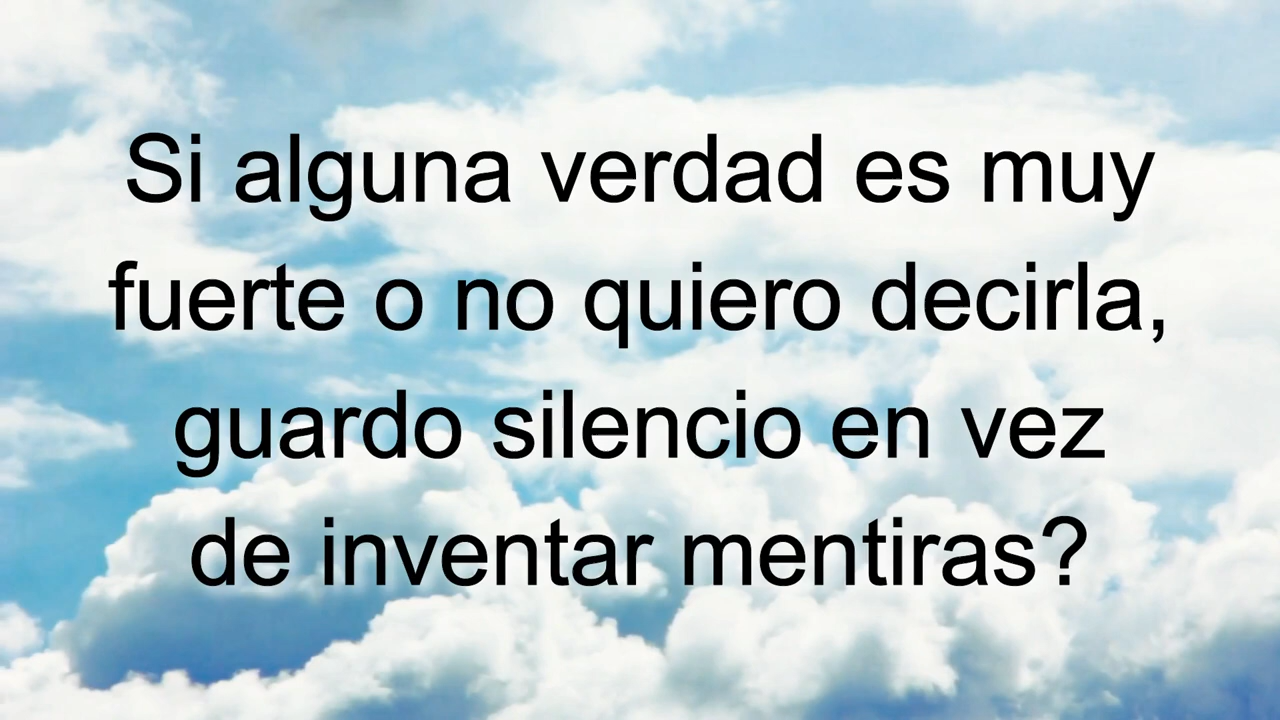 Si alguna verdad es muy
fuerte o no quiero decirla,
guardo silencio en vez
de inventar mentiras?